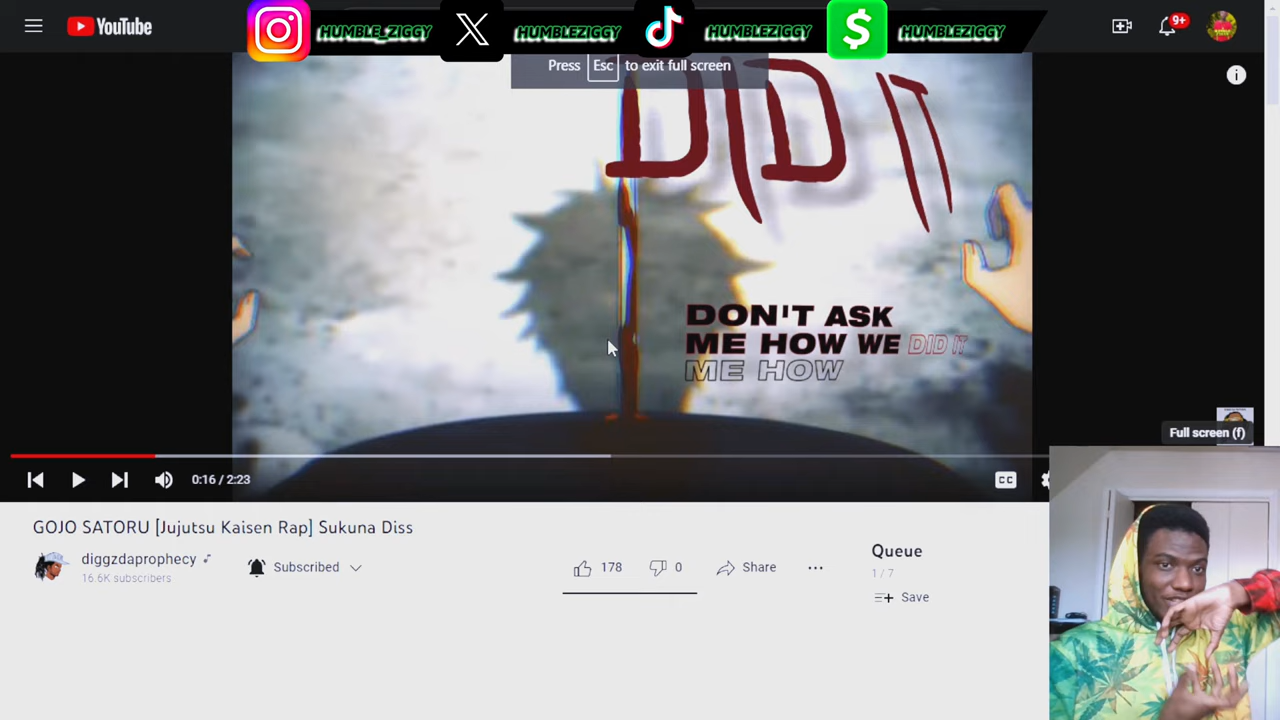 YouTube
HUMBLE_ZIGGY
HUMBLEZIGGY
HUMBLEZIGGY
HUMBLEZIGGY
9+
Press Esc to exit full screen
DID IT
DON'T ASK
ME HOW WE DID IT
ME HOW
Full screen (f)
0:16 / 2:23
CC
GOJO SATORU [Jujutsu Kaisen Rap] Sukuna Diss
diggzdaprophecy
16.6K subscribers
Subscribed
178
0
Share
Queue
1 / 7
Save